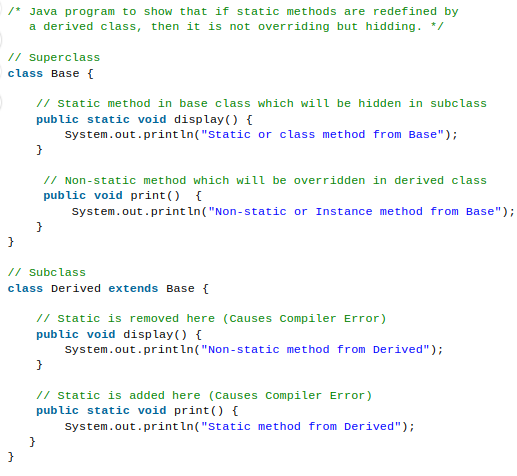 /* Java program to show that if static methods are redefined by
   a derived class, then it is not overriding but hidding. */

// Superclass
class Base {

    // Static method in base class which will be hidden in subclass
    public static void display() {
        System.out.println("Static or class method from Base");
    }

     // Non-static method which will be overridden in derived class
     public void print()  {
         System.out.println("Non-static or Instance method from Base");
    }
}

// Subclass
class Derived extends Base {

    // Static is removed here (Causes Compiler Error)
    public void display() {
        System.out.println("Non-static method from Derived");
    }

    // Static is added here (Causes Compiler Error)
    public static void print() {
        System.out.println("Static method from Derived");
   }
}